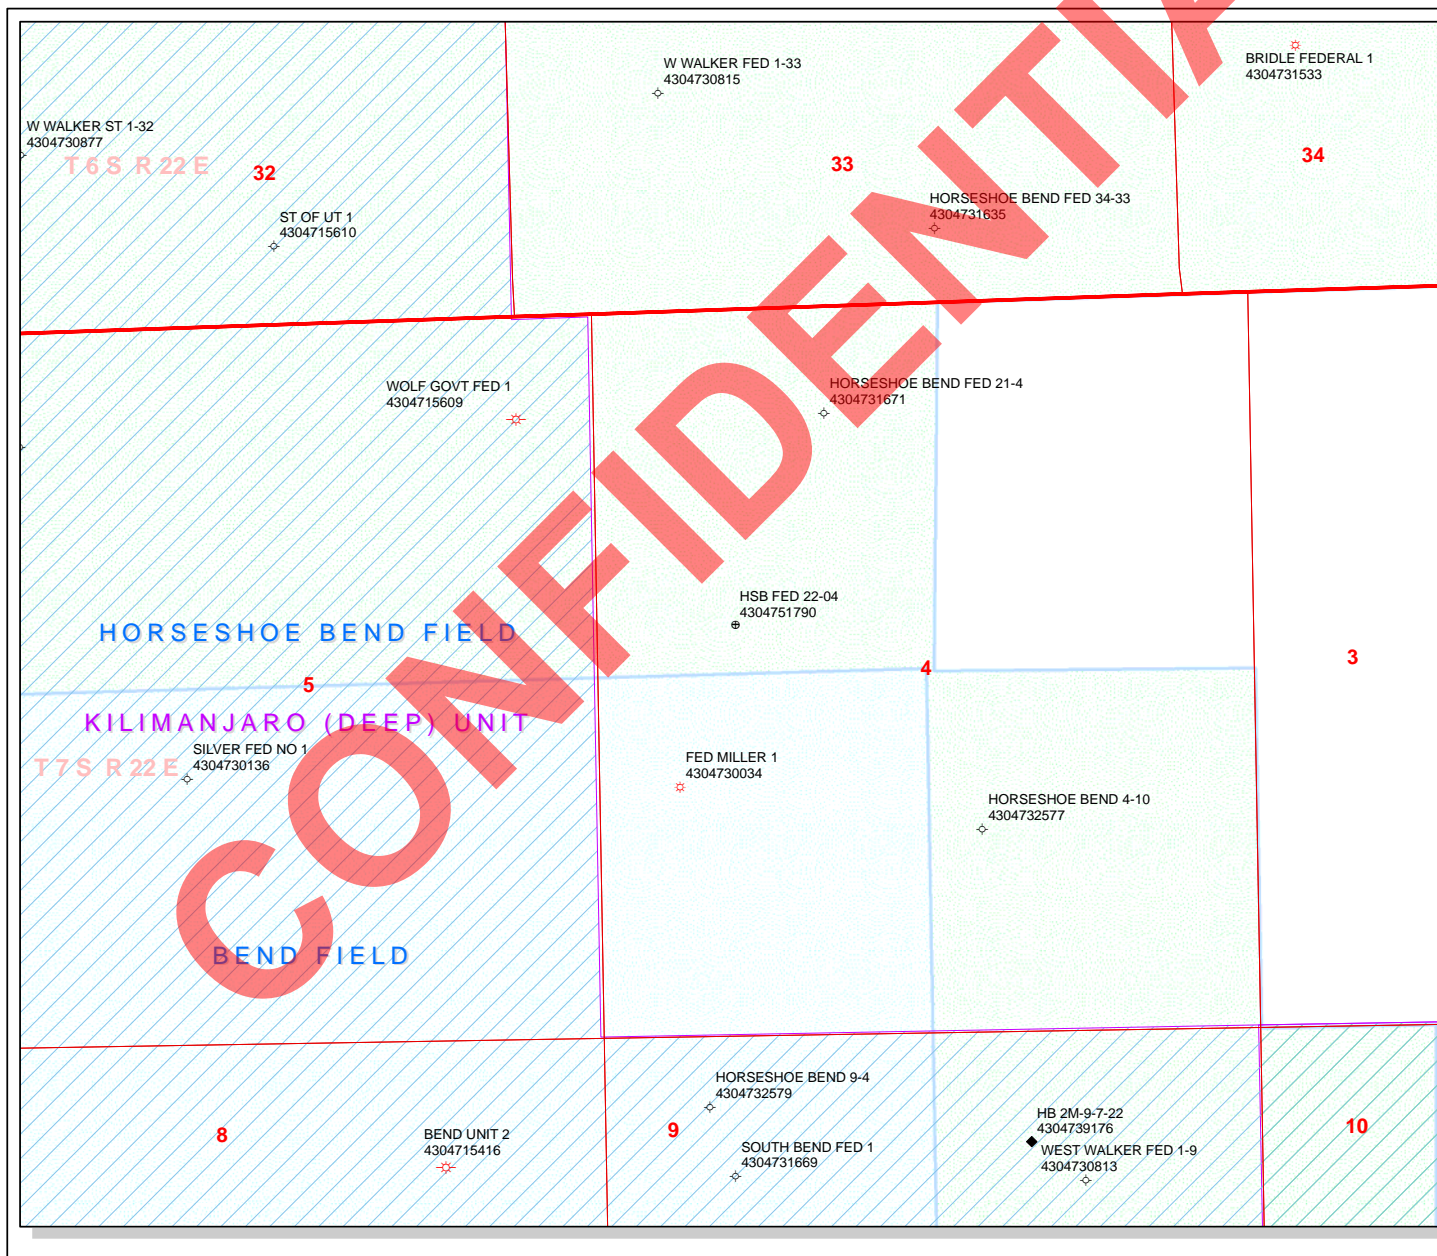 W WALKER FED 1-33
4304730815
BRIDLE FEDERAL 1
4304731533
W WALKER ST 1-32
4304730877
T 6 S R 22 E
32
33
34
ST OF UT 1
4304715610
HORSESHOE BEND FED 34-33
4304731635
WOLF GOVT FED 1
4304715609
HORSESHOE BEND FED 21-4
4304731671
HSB FED 22-04
4304751790
HORSESHOE BEND FIELD
5
4
3
KILIMANJARO (DEEP) UNIT
SILVER FED NO 1
4304730136
T 7 S R 22 E
FED MILLER 1
4304730034
HORSESHOE BEND 4-10
4304732577
BEND FIELD
HORSESHOE BEND 9-4
4304732579
8
BEND UNIT 2
4304715416
9
SOUTH BEND FED 1
4304731669
HB 2M-9-7-22
4304739176
WEST WALKER FED 1-9
4304730813
10
CONFIDENTIA